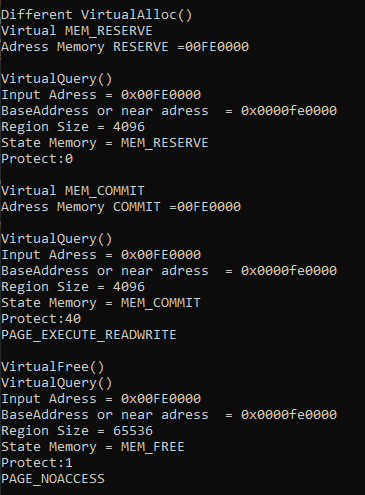 Different VirtualAlloc()
Virtual MEM_RESERVE
Adress Memory RESERVE =00FE0000
VirtualQuery()
Input Adress = 0x00FE0000
BaseAddress or near adress  = 0x0000fe0000
Region Size = 4096
State Memory = MEM_RESERVE
Protect:0
Virtual MEM_COMMIT
Adress Memory COMMIT =00FE0000
VirtualQuery()
Input Adress = 0x00FE0000
BaseAddress or near adress  = 0x0000fe0000
Region Size = 4096
State Memory = MEM_COMMIT
Protect:40
PAGE_EXECUTE_READWRITE
VirtualFree()
VirtualQuery()
Input Adress = 0x00FE0000
BaseAddress or near adress  = 0x0000fe0000
Region Size = 65536
State Memory = MEM_FREE
Protect:1
PAGE_NOACCESS